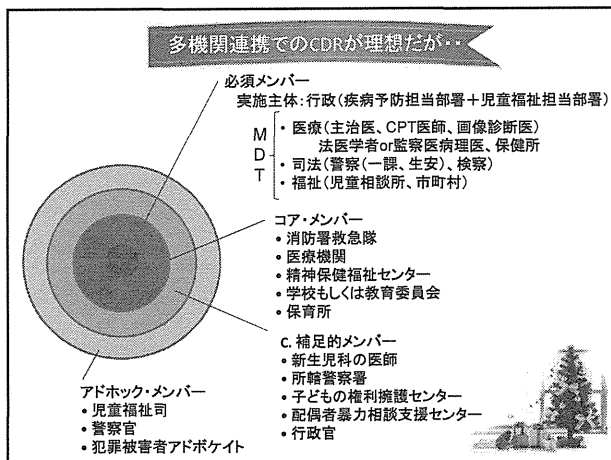 多機関連携でのCDRが理想だが・・
必須メンバー
実施主体：行政（疾病予防担当部署＋児童福祉担当部署）
MDT
・医療（主治医、CPT医師、画像診断医）
法医学者or監察医病理医、保健所
・司法（警察（一課、生安）、検察）
・福祉（児童相談所、市町村）
コア・メンバー
• 消防署救急隊
• 医療機関
• 精神保健福祉センター
• 学校もしくは教育委員会
• 保育所
C. 補足的メンバー
• 新生児科の医師
• 所轄警察署
• 子どもの権利擁護センター
• 配偶者暴力相談支援センター
• 行政官
アドホック・メンバー
• 児童福祉司
• 警察官
• 犯罪被害者アドボケイト